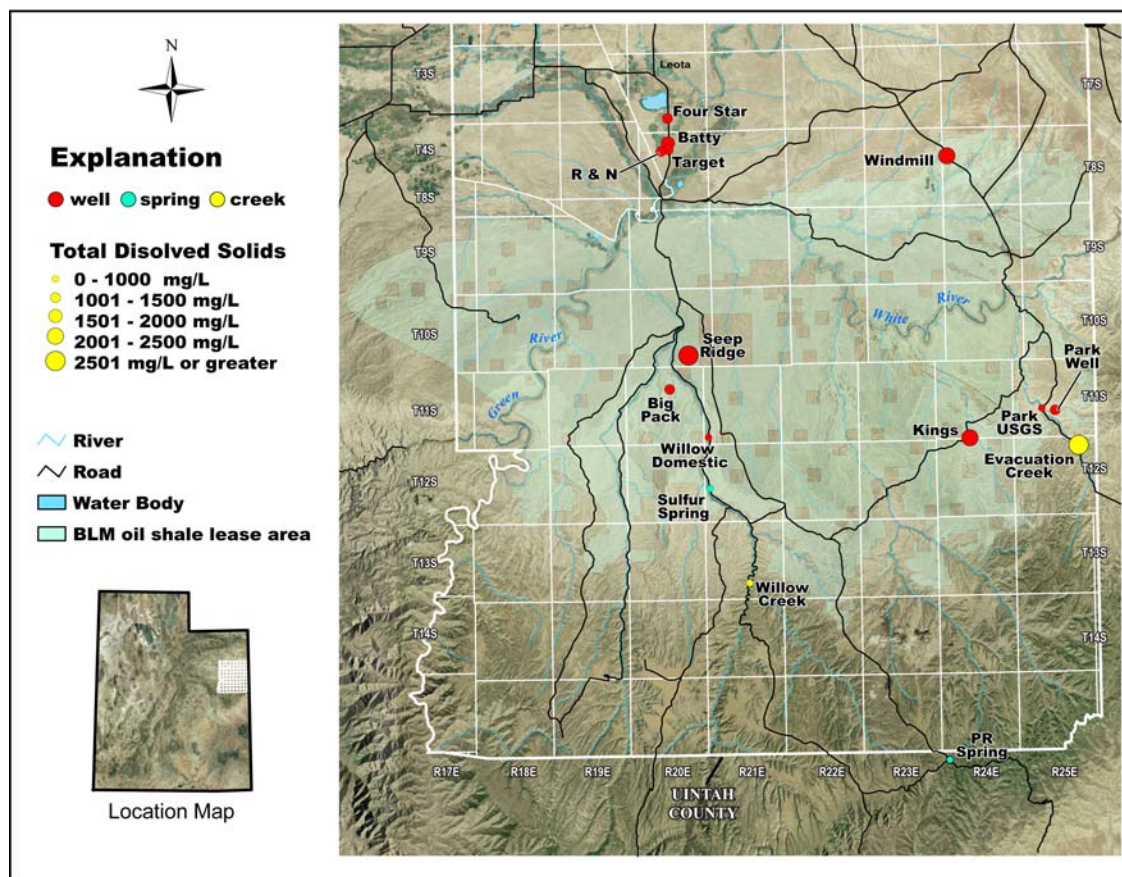 N
Explanation
well spring creek
Total Disolved Solids
0 - 1000 mg/L
1001 - 1500 mg/L
1501 - 2000 mg/L
2001 - 2500 mg/L
2501 mg/L or greater
River
Road
Water Body
BLM oil shale lease area
Location Map
Leota
T3S
T7S
Four Star
Batty
T4S
Target
R & N
Windmill
T8S
T8S
T9S
T9S
River
White
T10S
River
T10S
Seep
Ridge
Park
Well
Green
T11S
Big
Pack
T11S
Park
USGS
Kings
Willow
Domestic
Evacuation
Creek
T12S
T12S
Sulfur
Spring
T13S
T13S
Willow
Creek
T14S
T14S
PR
Spring
R17E R18E R19E R20E R21E R22E R23E R24E R25E
UINTAH
COUNTY